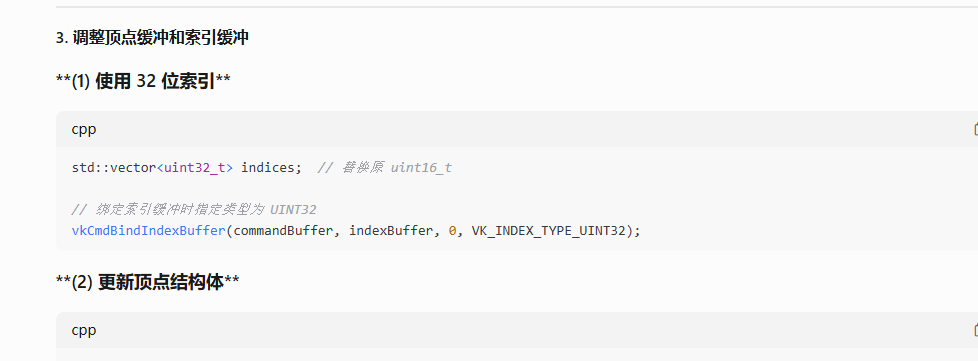 3. 调整顶点缓冲和索引缓冲
**(1) 使用 32 位索引**
cpp
std::vector<uint32_t> indices;  // 替换原 uint16_t
// 绑定索引缓冲时指定类型为 UINT32
vkCmdBindIndexBuffer(commandBuffer, indexBuffer, 0, VK_INDEX_TYPE_UINT32);
**(2) 更新顶点结构体**
cpp